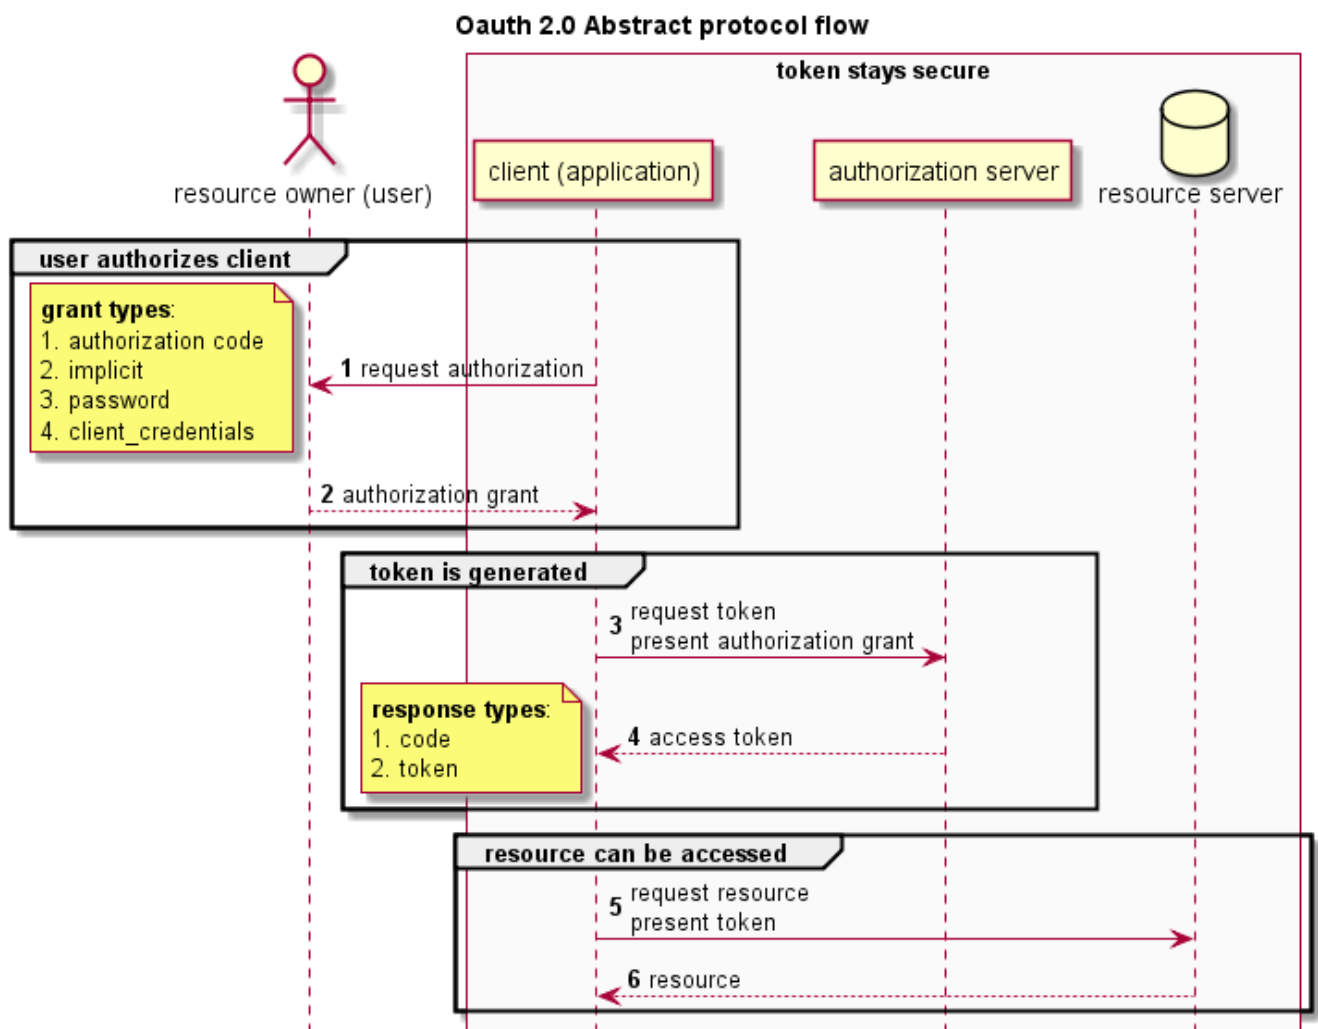 Oauth 2.0 Abstract protocol flow
token stays secure
resource owner (user)
client (application)
authorization server
resource server
user authorizes client
grant types:
1. authorization code
2. implicit
3. password
4. client_credentials
1 request authorization
2 authorization grant
token is generated
3 request token
present authorization grant
response types:
1. code
2. token
4 access token
resource can be accessed
5 request resource
present token
6 resource